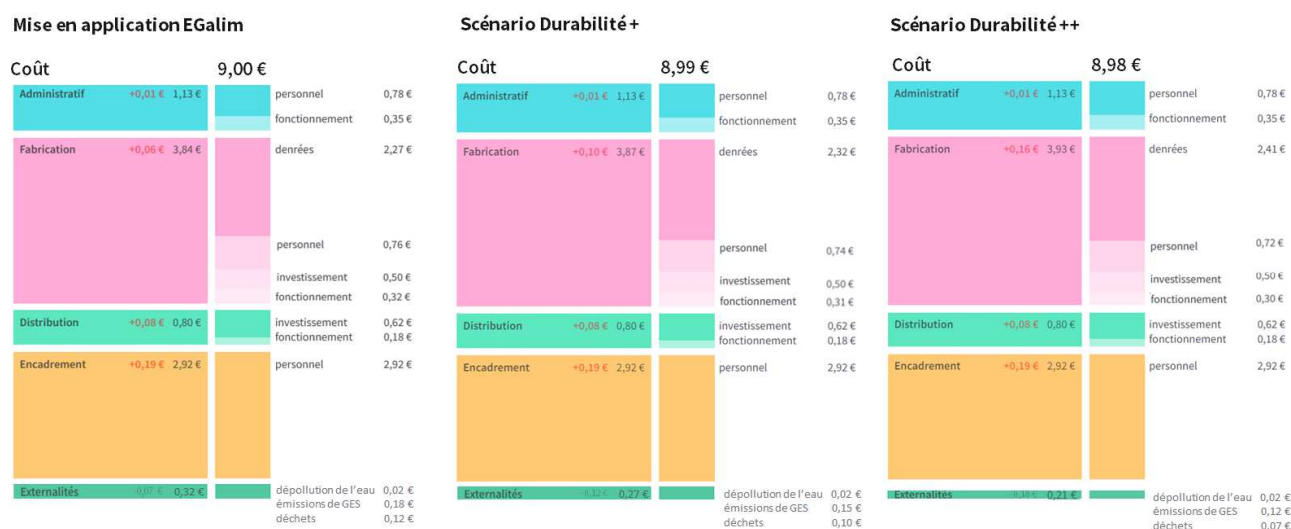 Mise en application EGalim
Coût 9,00 €
Administratif +0,01 € 1,13 €
personnel 0,78 €
fonctionnement 0,35 €
Fabrication +0,06 € 3,84 €
denrées 2,27 €
personnel 0,76 €
investissement 0,50 €
fonctionnement 0,32 €
Distribution +0,08 € 0,80 €
investissement 0,62 €
fonctionnement 0,18 €
Encadrement +0,19 € 2,92 €
personnel 2,92 €
Externalités -0,07 € 0,32 €
dépollution de l'eau 0,02 €
émissions de GES 0,18 €
déchets 0,12 €
Scénario Durabilité +
Coût 8,99 €
Administratif +0,01 € 1,13 €
personnel 0,78 €
fonctionnement 0,35 €
Fabrication +0,10 € 3,87 €
denrées 2,32 €
personnel 0,74 €
investissement 0,50 €
fonctionnement 0,31 €
Distribution +0,08 € 0,80 €
investissement 0,62 €
fonctionnement 0,18 €
Encadrement +0,19 € 2,92 €
personnel 2,92 €
Externalités -0,12 € 0,27 €
dépollution de l'eau 0,02 €
émissions de GES 0,15 €
déchets 0,10 €
Scénario Durabilité ++
Coût 8,98 €
Administratif +0,01 € 1,13 €
personnel 0,78 €
fonctionnement 0,35 €
Fabrication +0,16 € 3,93 €
denrées 2,41 €
personnel 0,72 €
investissement 0,50 €
fonctionnement 0,30 €
Distribution +0,08 € 0,80 €
investissement 0,62 €
fonctionnement 0,18 €
Encadrement +0,19 € 2,92 €
personnel 2,92 €
Externalités -0,18 € 0,21 €
dépollution de l'eau 0,02 €
émissions de GES 0,12 €
déchets 0,07 €